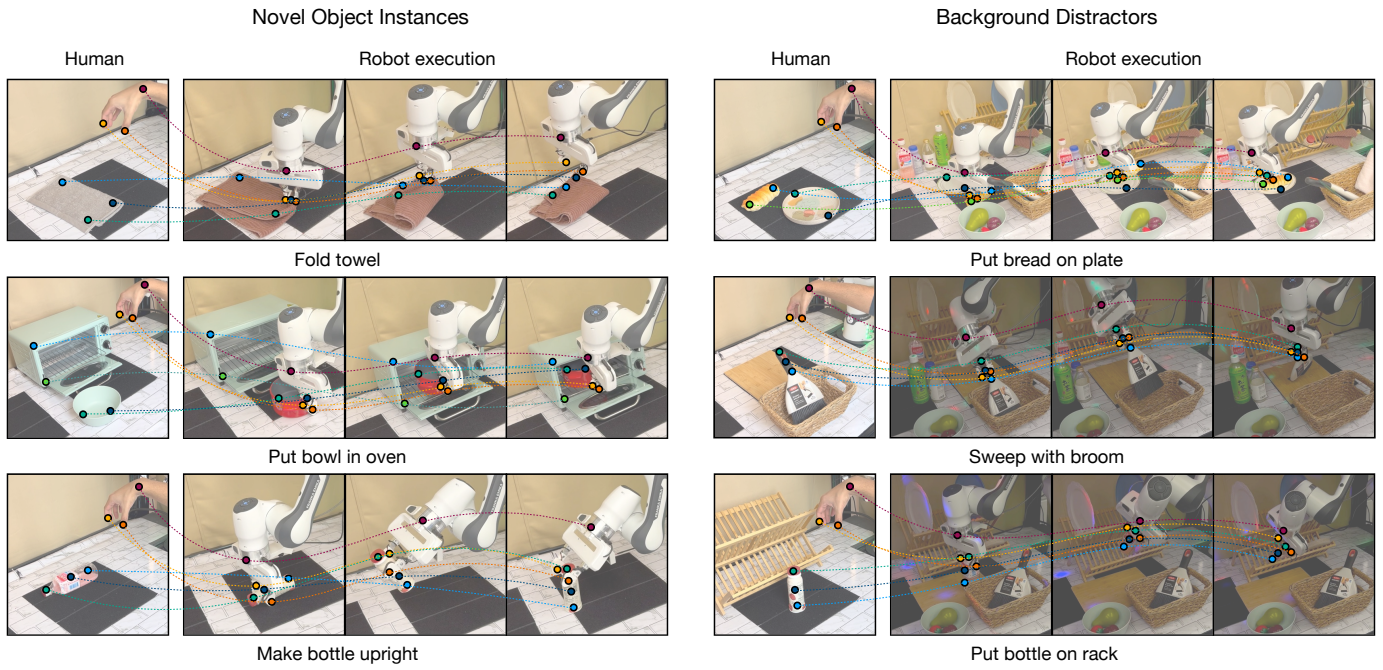 Novel Object Instances
Background Distractors
Human
Robot execution
Human
Robot execution
Fold towel
Put bread on plate
Put bowl in oven
Sweep with broom
Make bottle upright
Put bottle on rack